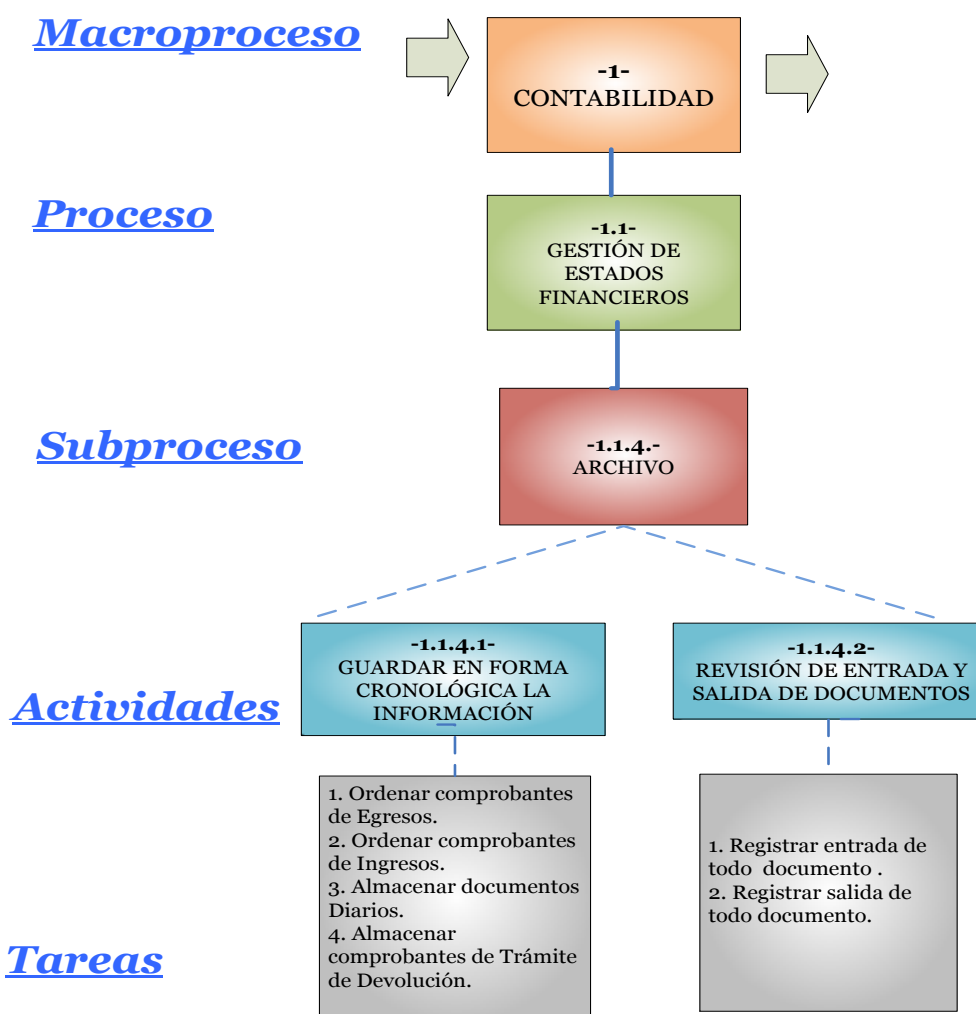 Macroproceso
-1-
CONTABILIDAD
Proceso
-1.1-
GESTIÓN DE
ESTADOS
FINANCIEROS
Subproceso
-1.1.4.-
ARCHIVO
Actividades
-1.1.4.1-
GUARDAR EN FORMA
CRONOLÓGICA LA
INFORMACIÓN
-1.1.4.2-
REVISIÓN DE ENTRADA Y
SALIDA DE DOCUMENTOS
Tareas
1. Ordenar comprobantes
de Egresos.
2. Ordenar comprobantes
de Ingresos.
3. Almacenar documentos
Diarios.
4. Almacenar
comprobantes de Trámite
de Devolución.
1. Registrar entrada de
todo  documento .
2. Registrar salida de
todo documento.